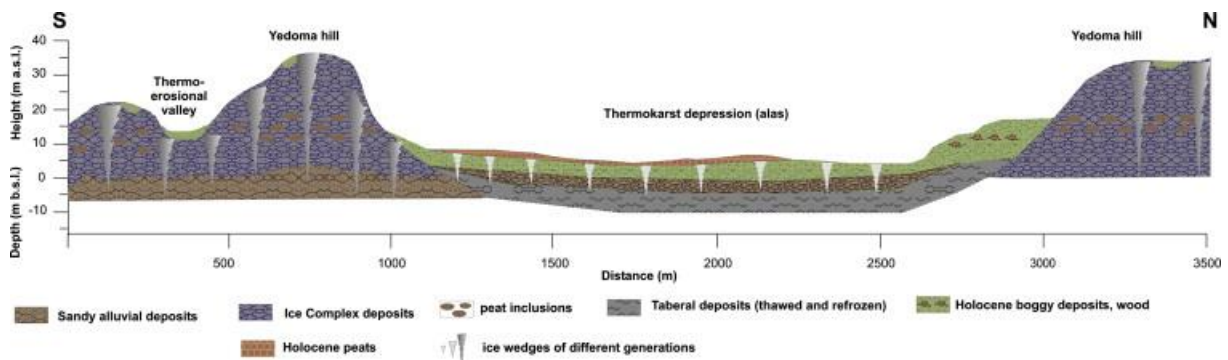 S
N
Yedoma hill
Yedoma hill
Thermo-
erosional
valley
Thermokarst depression (alas)
Height (m a.s.l.)
Depth (m b.s.l.)
40
30
20
10
0
-10
500
1000
1500
2000
2500
3000
3500
Distance (m)
Sandy alluvial deposits
Ice Complex deposits
peat inclusions
Taberal deposits (thawed and refrozen)
Holocene boggy deposits, wood
Holocene peats
ice wedges of different generations